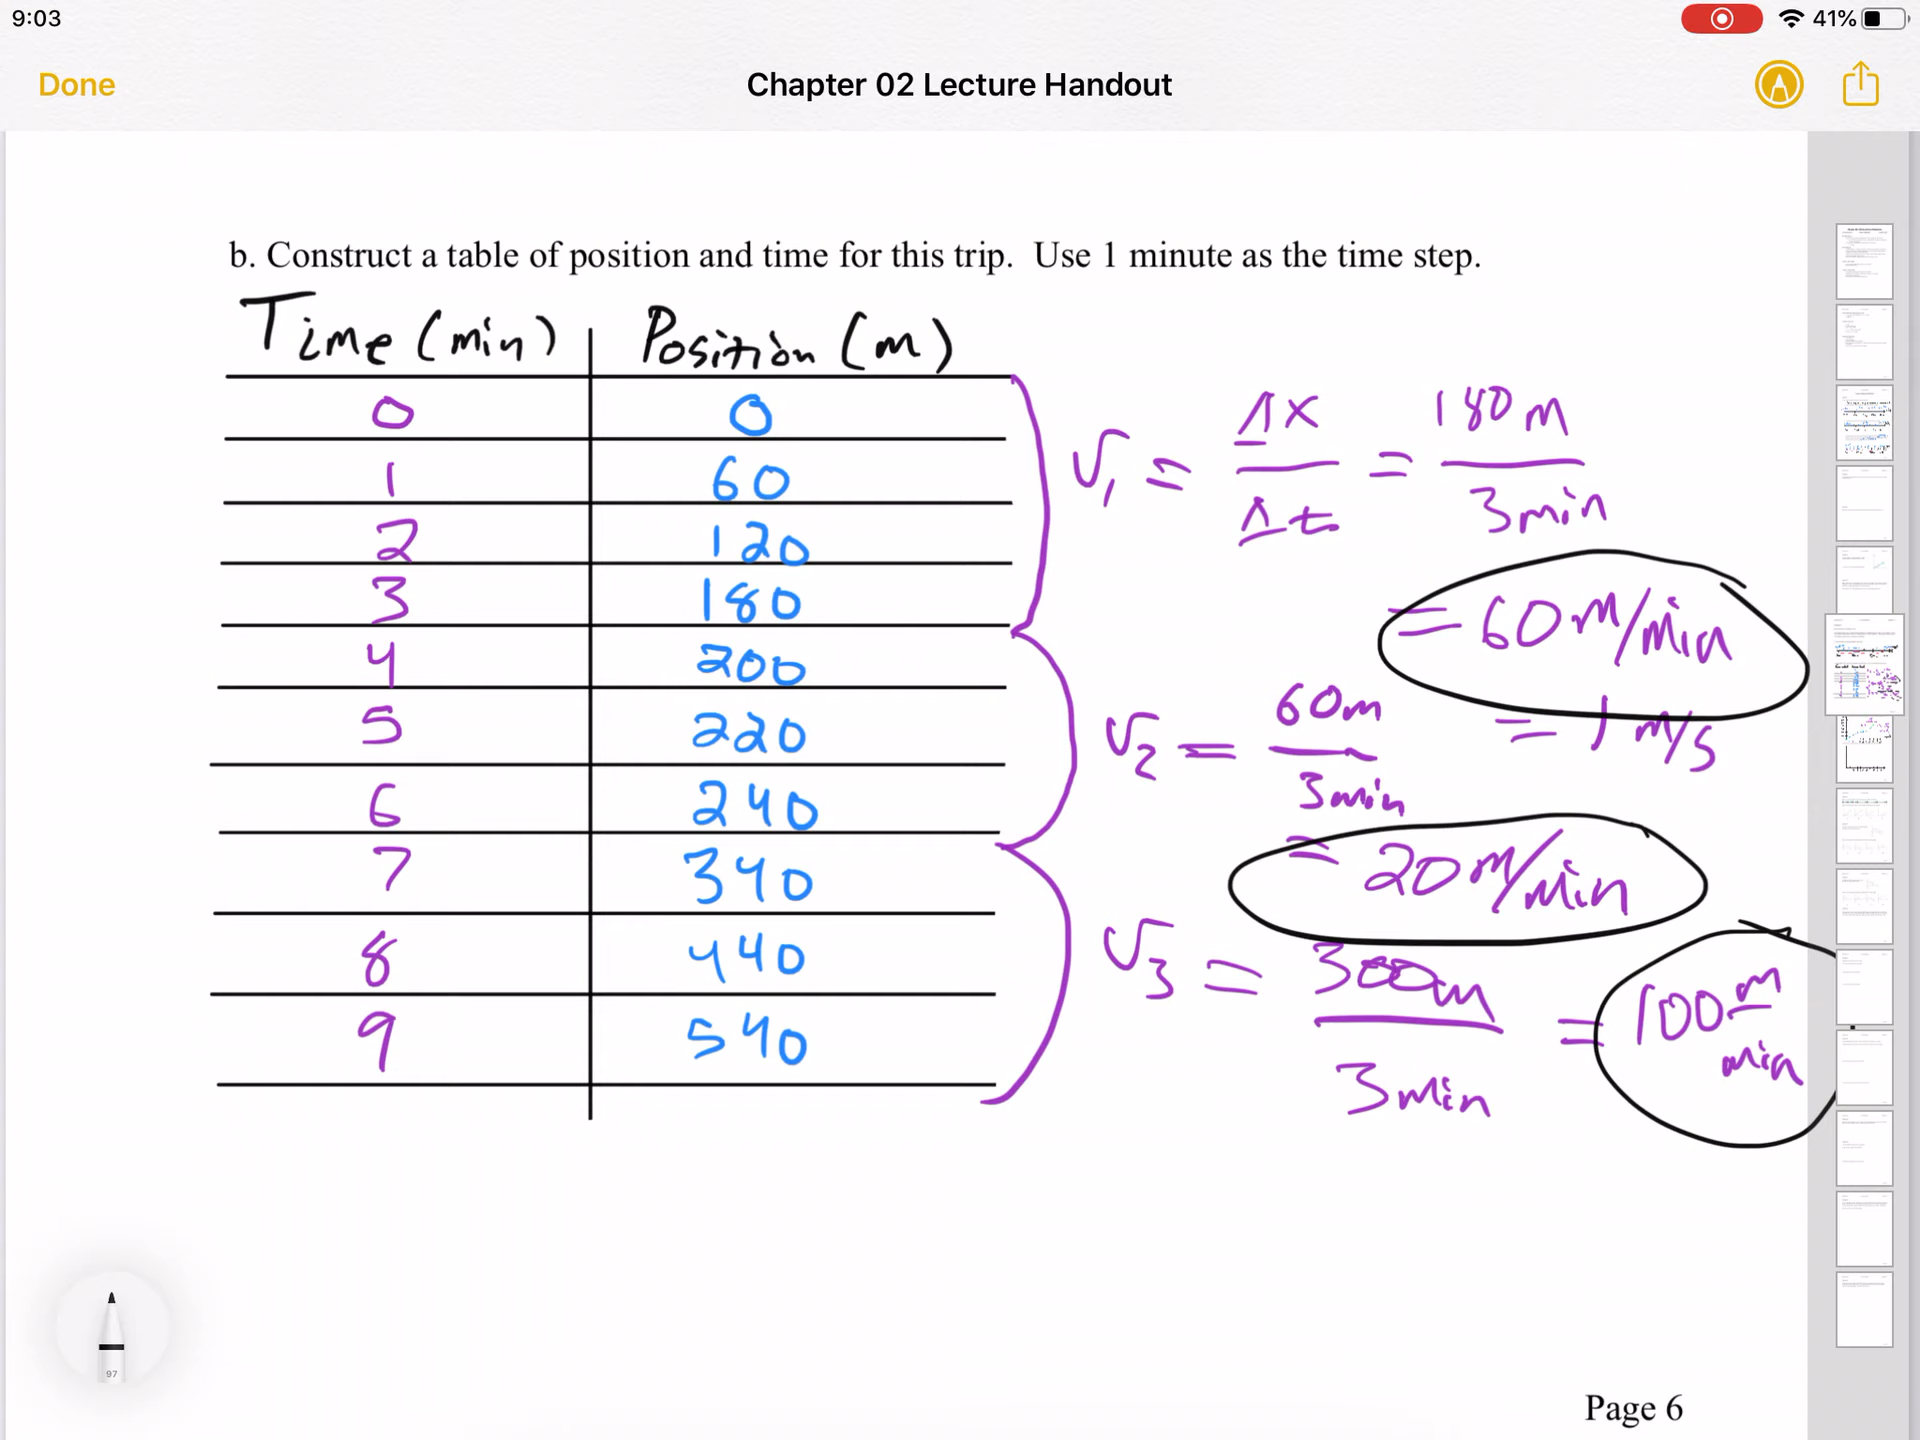 9:03
41%
Done
Chapter 02 Lecture Handout
b. Construct a table of position and time for this trip. Use 1 minute as the time step.
Time (min) Position (m)
0 0
1 60
2 120
3 180
4 200
5 220
6 240
7 340
8 440
9 540
V₁ = Δx/Δt = 180m/3min
= 60 m/min
= 1 m/s
V₂ = 60m/3min
= 20 m/min
V₃ = 300m/3min = 100 m/min
97
Page 6